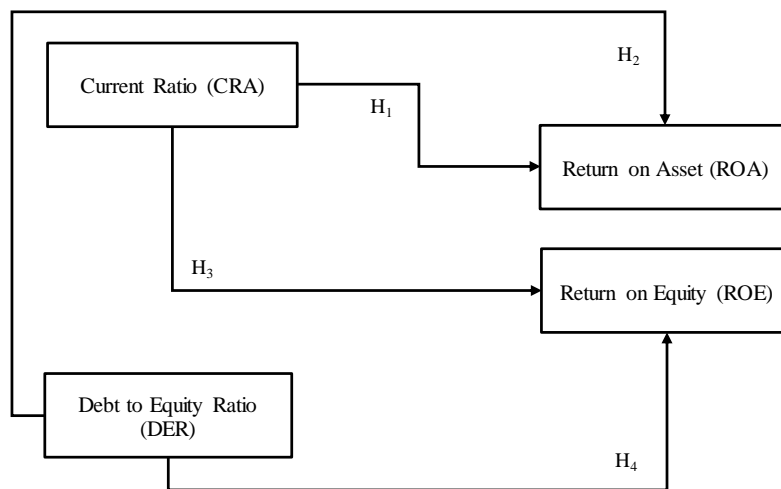 H₂
Current Ratio (CRA)
H₁
Return on Asset (ROA)
H₃
Return on Equity (ROE)
Debt to Equity Ratio
(DER)
H₄